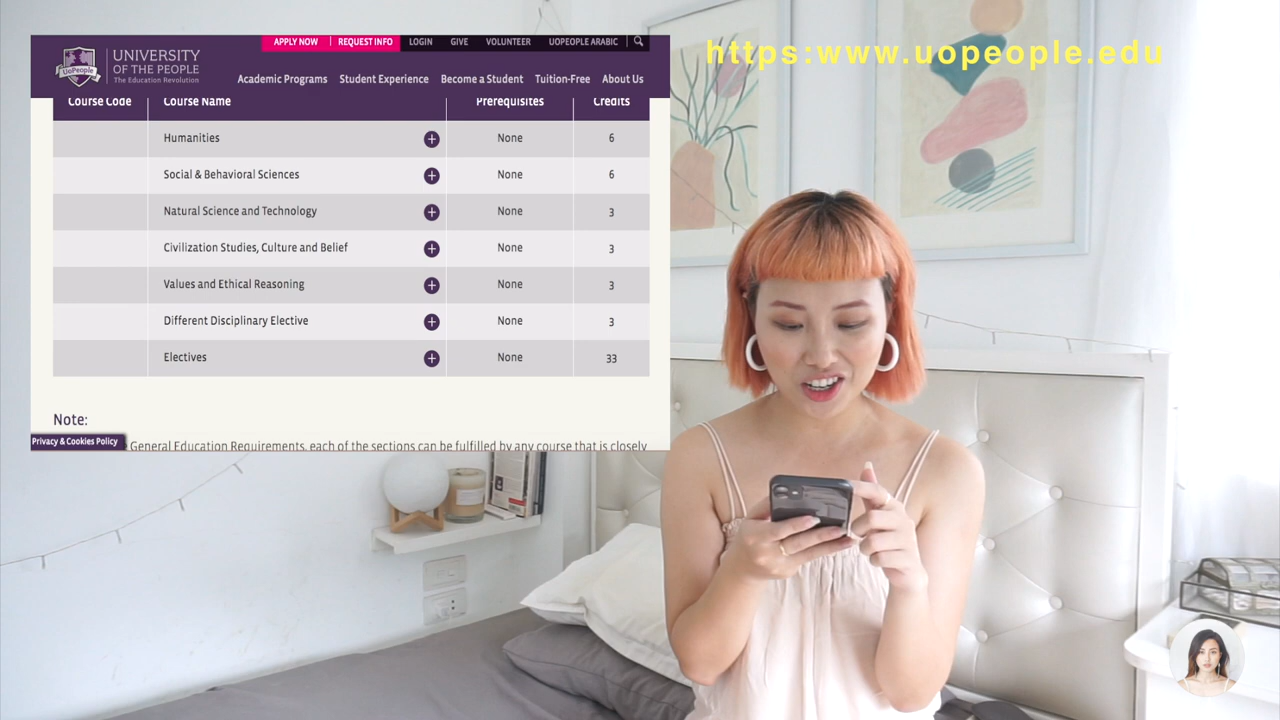 https:www.uopeople.edu
APPLY NOW REQUEST INFO LOGIN GIVE VOLUNTEER UOPEOPLE ARABIC
UoPeople
UNIVERSITY
OF THE PEOPLE
The Education Revolution
Academic Programs Student Experience Become a Student Tuition-Free About Us
Course Code Course Name Prerequisites Credits
Humanities + None 6
Social & Behavioral Sciences + None 6
Natural Science and Technology + None 3
Civilization Studies, Culture and Belief + None 3
Values and Ethical Reasoning + None 3
Different Disciplinary Elective + None 3
Electives + None 33
Note:
Privacy & Cookies Policy
General Education Requirements, each of the sections can be fulfilled by any course that is closely